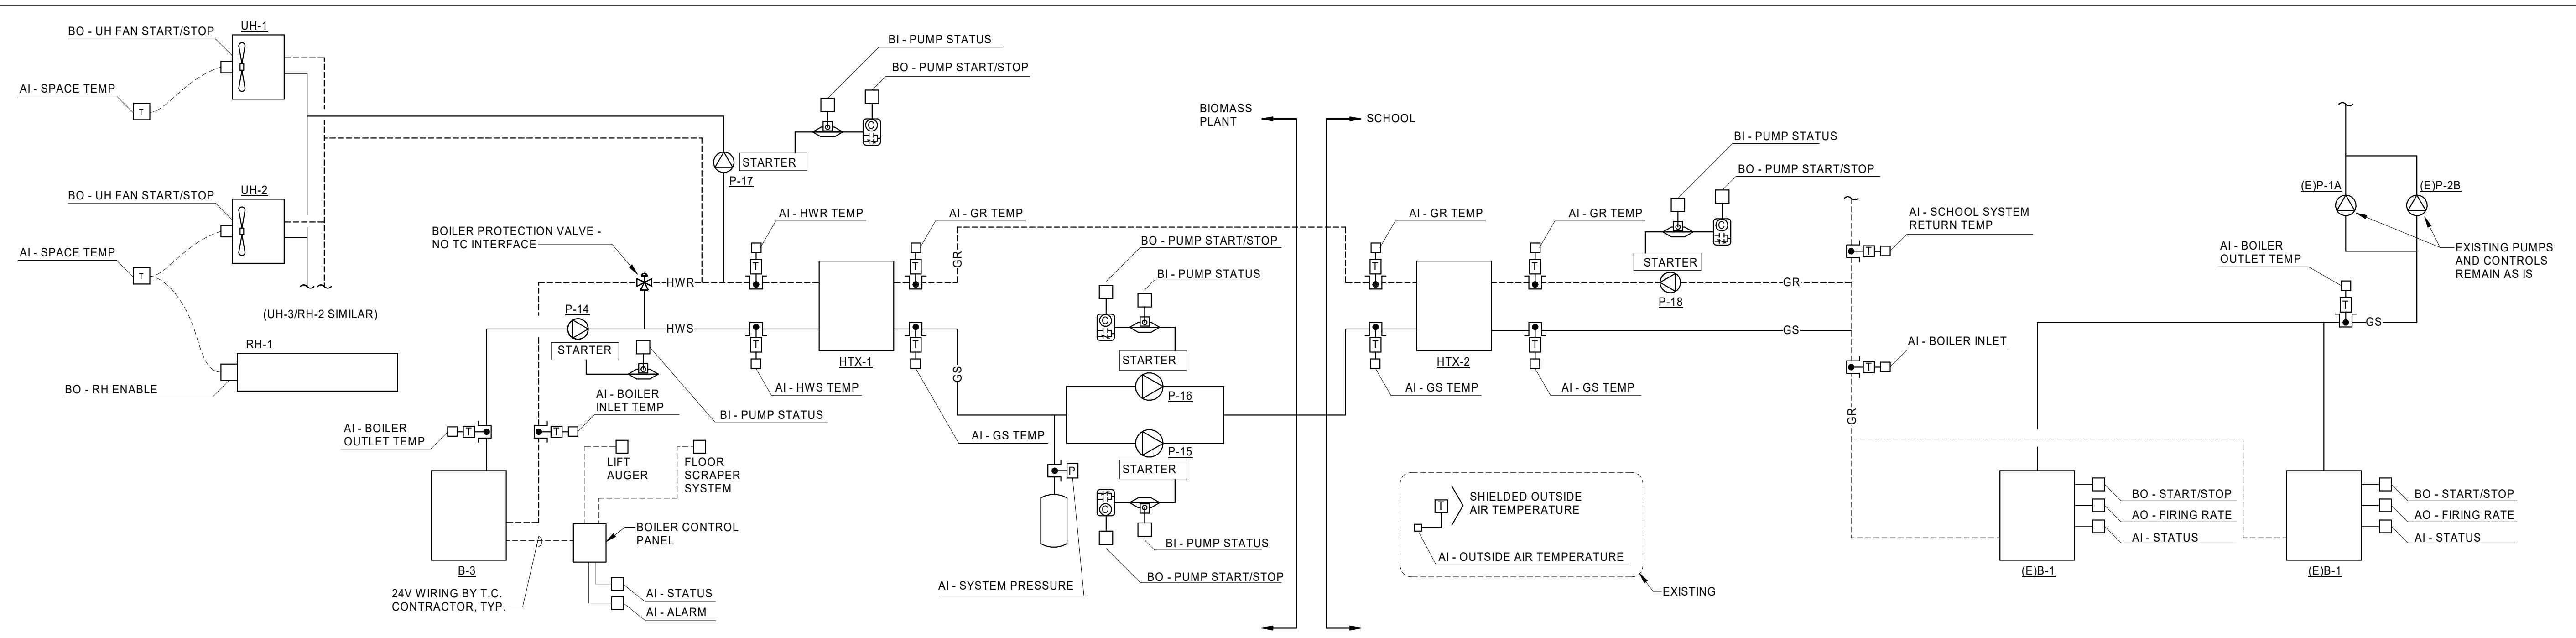 UH-1
BO - UH FAN START/STOP
AI - SPACE TEMP
T
UH-2
BO - UH FAN START/STOP
AI - SPACE TEMP
T
(UH-3/RH-2 SIMILAR)
RH-1
BO - RH ENABLE
BI - PUMP STATUS
BO - PUMP START/STOP
C
STARTER
P-17
BOILER PROTECTION VALVE -
NO TC INTERFACE
HWR
P-14
HWS
STARTER
BI - PUMP STATUS
AI - BOILER
INLET TEMP
T
AI - BOILER
OUTLET TEMP
T
B-3
LIFT
AUGER
FLOOR
SCRAPER
SYSTEM
BOILER CONTROL
PANEL
24V WIRING BY T.C.
CONTRACTOR, TYP.
AI - STATUS
AI - ALARM
AI - HWR TEMP
T
T
AI - HWS TEMP
HTX-1
AI - GR TEMP
T
GR
T
GS
AI - GS TEMP
BO - PUMP START/STOP
BI - PUMP STATUS
C
STARTER
P-16
P-15
STARTER
C
BI - PUMP STATUS
BO - PUMP START/STOP
P
AI - SYSTEM PRESSURE
BIOMASS
PLANT
SCHOOL
AI - GR TEMP
T
T
AI - GS TEMP
HTX-2
AI - GR TEMP
T
T
AI - GS TEMP
BI - PUMP STATUS
BO - PUMP START/STOP
C
STARTER
P-18
GR
GS
T
SHIELDED OUTSIDE
AIR TEMPERATURE
AI - OUTSIDE AIR TEMPERATURE
EXISTING
AI - SCHOOL SYSTEM
RETURN TEMP
T
AI - BOILER INLET
T
GR
(E)P-1A
(E)P-2B
EXISTING PUMPS
AND CONTROLS
REMAIN AS IS
AI - BOILER
OUTLET TEMP
T
GS
BO - START/STOP
AO - FIRING RATE
AI - STATUS
(E)B-1
BO - START/STOP
AO - FIRING RATE
AI - STATUS
(E)B-1